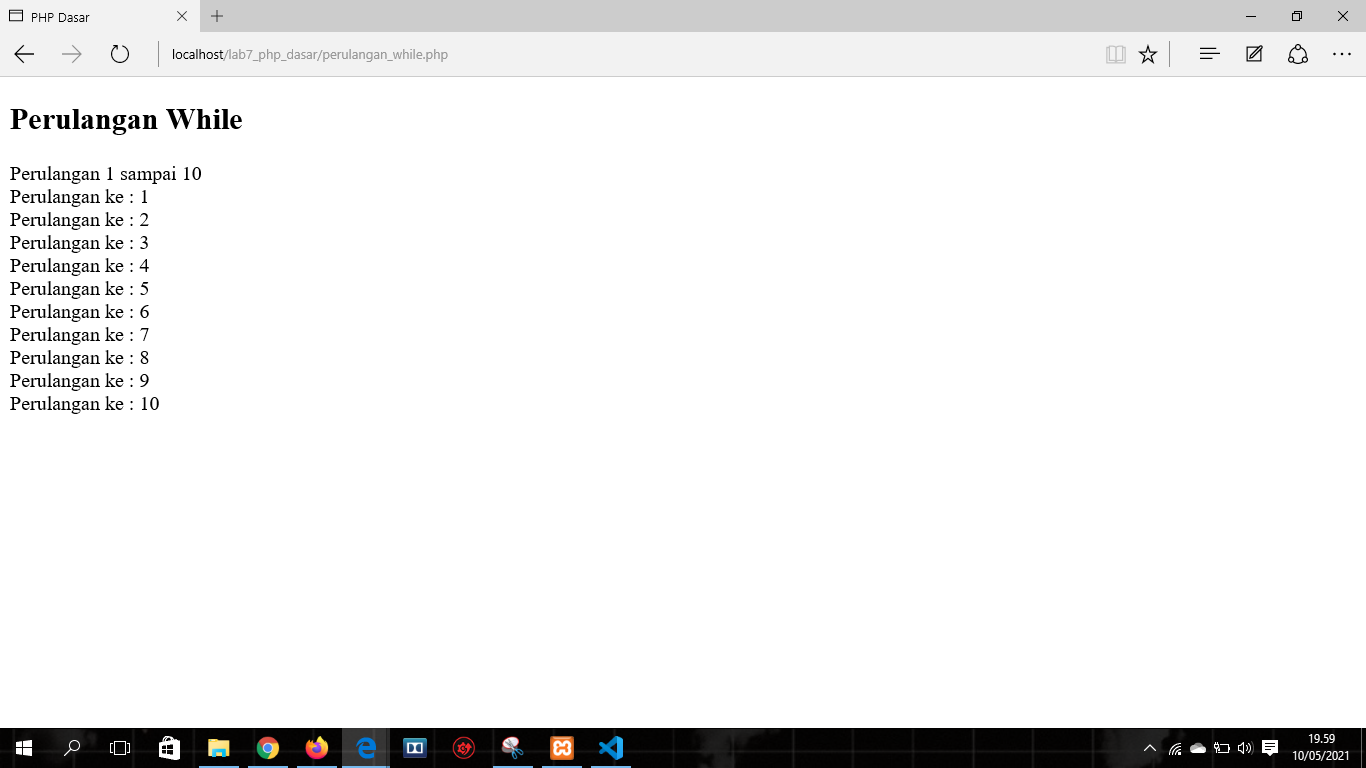 PHP Dasar
localhost/lab7_php_dasar/perulangan_while.php
Perulangan While
Perulangan 1 sampai 10
Perulangan ke : 1
Perulangan ke : 2
Perulangan ke : 3
Perulangan ke : 4
Perulangan ke : 5
Perulangan ke : 6
Perulangan ke : 7
Perulangan ke : 8
Perulangan ke : 9
Perulangan ke : 10
19.59
10/05/2021